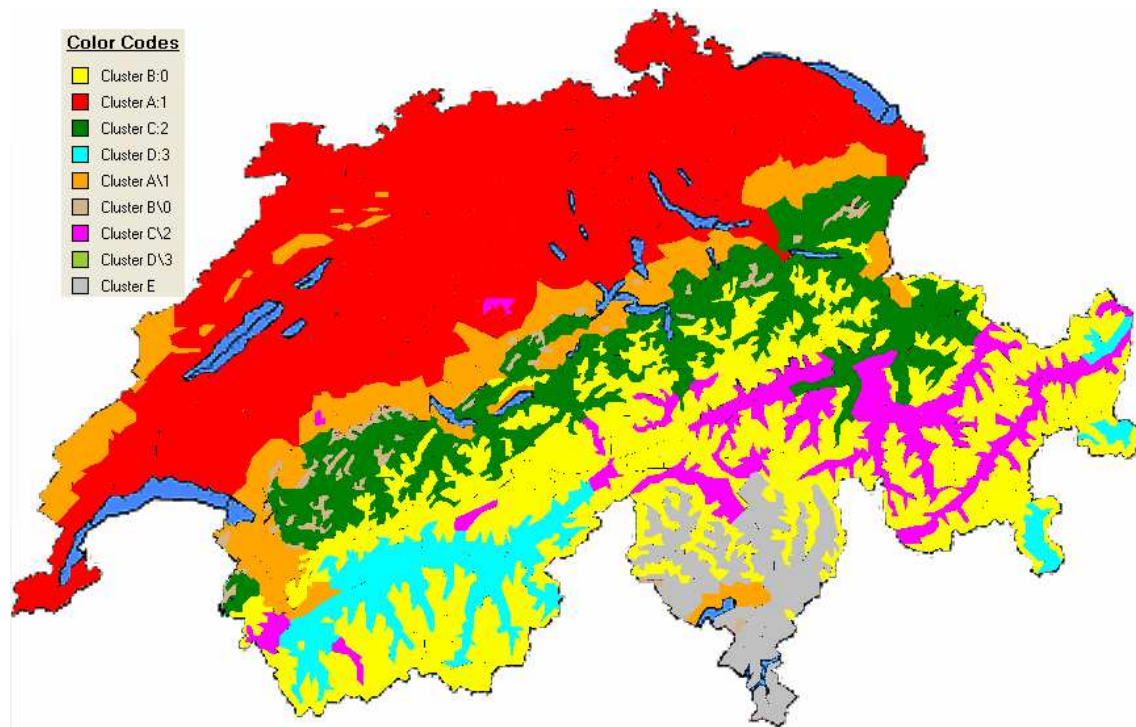 Color Codes
Cluster B:0
Cluster A:1
Cluster C:2
Cluster D:3
Cluster A\1
Cluster B\0
Cluster C\2
Cluster D\3
Cluster E